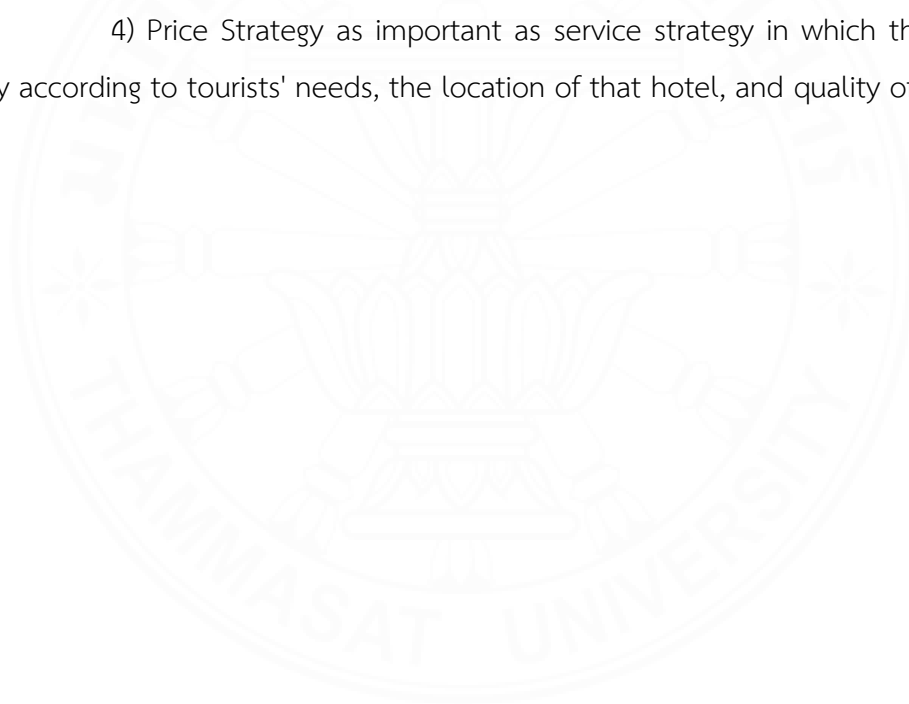 4) Price Strategy as important as service strategy in which th
y according to tourists' needs, the location of that hotel, and quality of
THAMMASAT UNIVERSITY